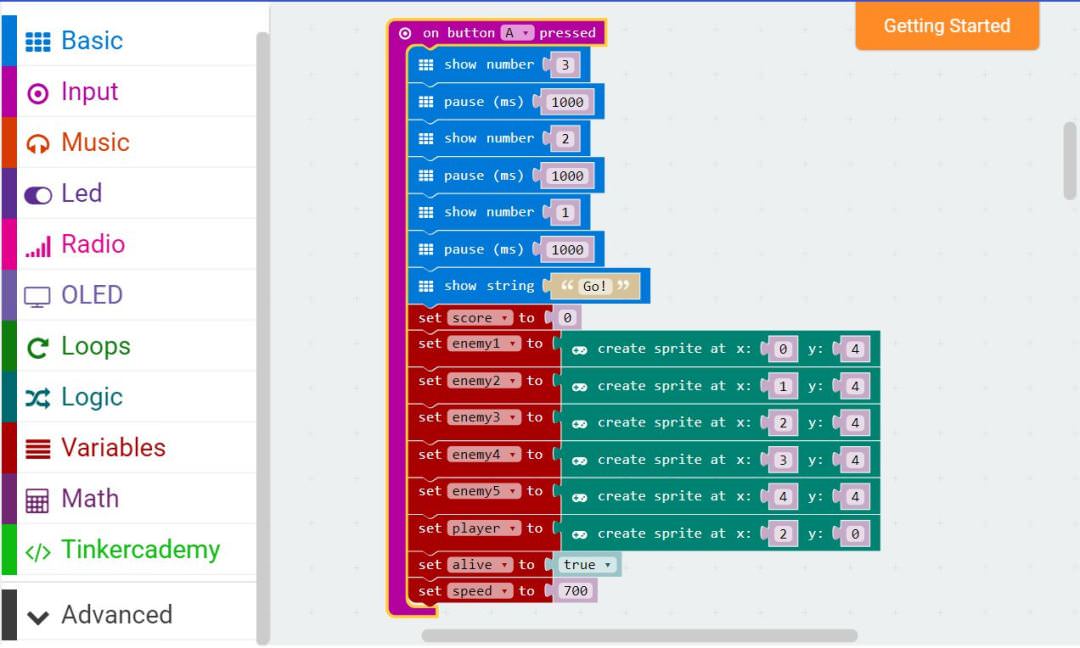 Basic
Input
Music
Led
Radio
OLED
Loops
Logic
Variables
Math
Tinkercademy
Advanced
Getting Started
on button A pressed
show number 3
pause (ms) 1000
show number 2
pause (ms) 1000
show number 1
pause (ms) 1000
show string “ Go! ”
set score to 0
set enemy1 to create sprite at x: 0 y: 4
set enemy2 to create sprite at x: 1 y: 4
set enemy3 to create sprite at x: 2 y: 4
set enemy4 to create sprite at x: 3 y: 4
set enemy5 to create sprite at x: 4 y: 4
set player to create sprite at x: 2 y: 0
set alive to true
set speed to 700